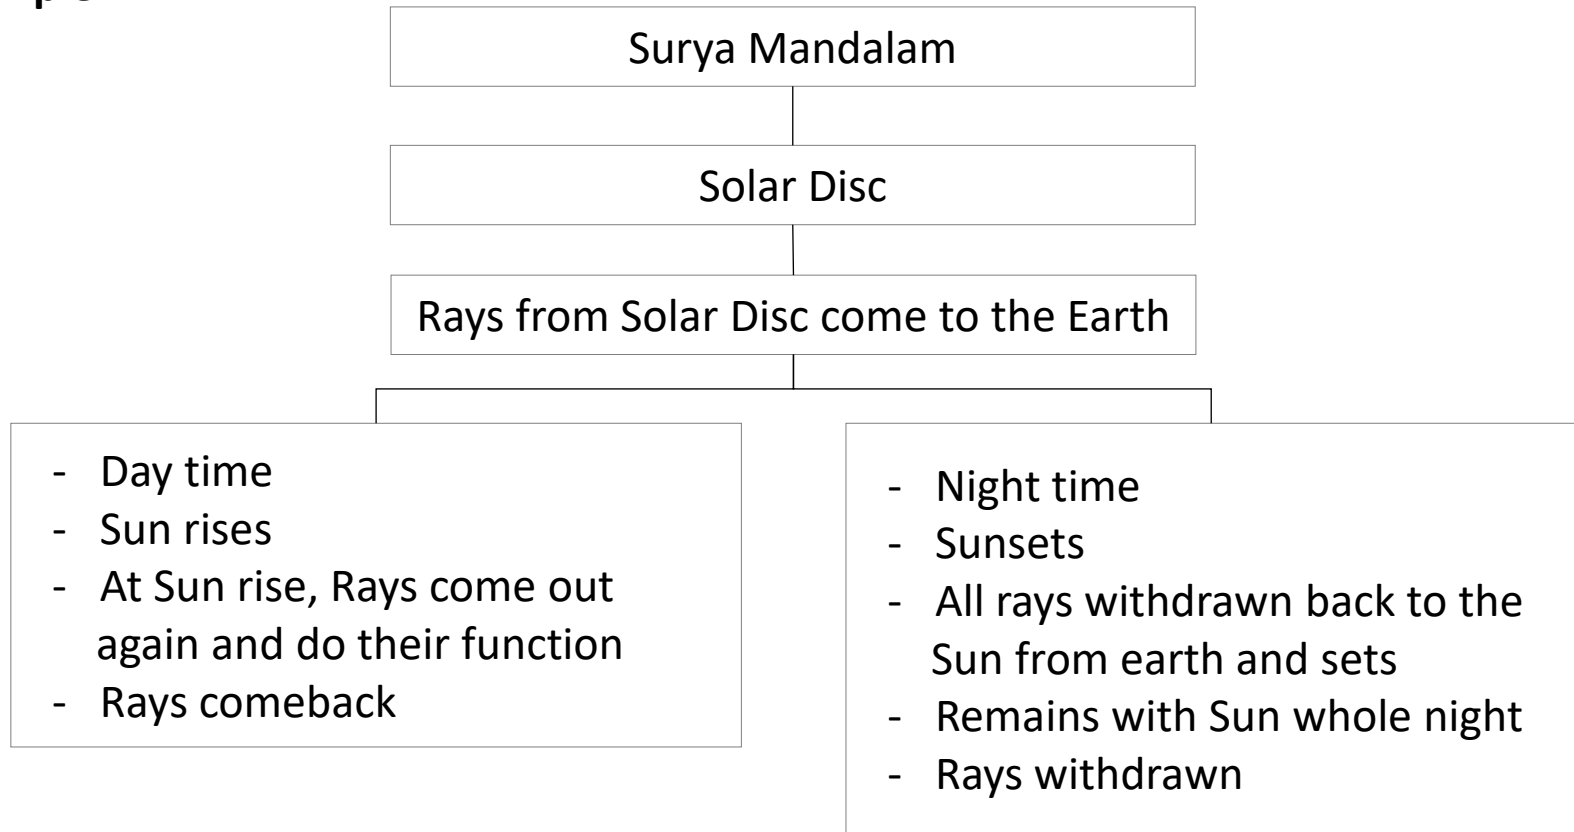 Surya Mandalam
Solar Disc
Rays from Solar Disc come to the Earth
- Day time
- Sun rises
- At Sun rise, Rays come out
again and do their function
- Rays comeback
- Night time
- Sunsets
- All rays withdrawn back to the
Sun from earth and sets
- Remains with Sun whole night
- Rays withdrawn